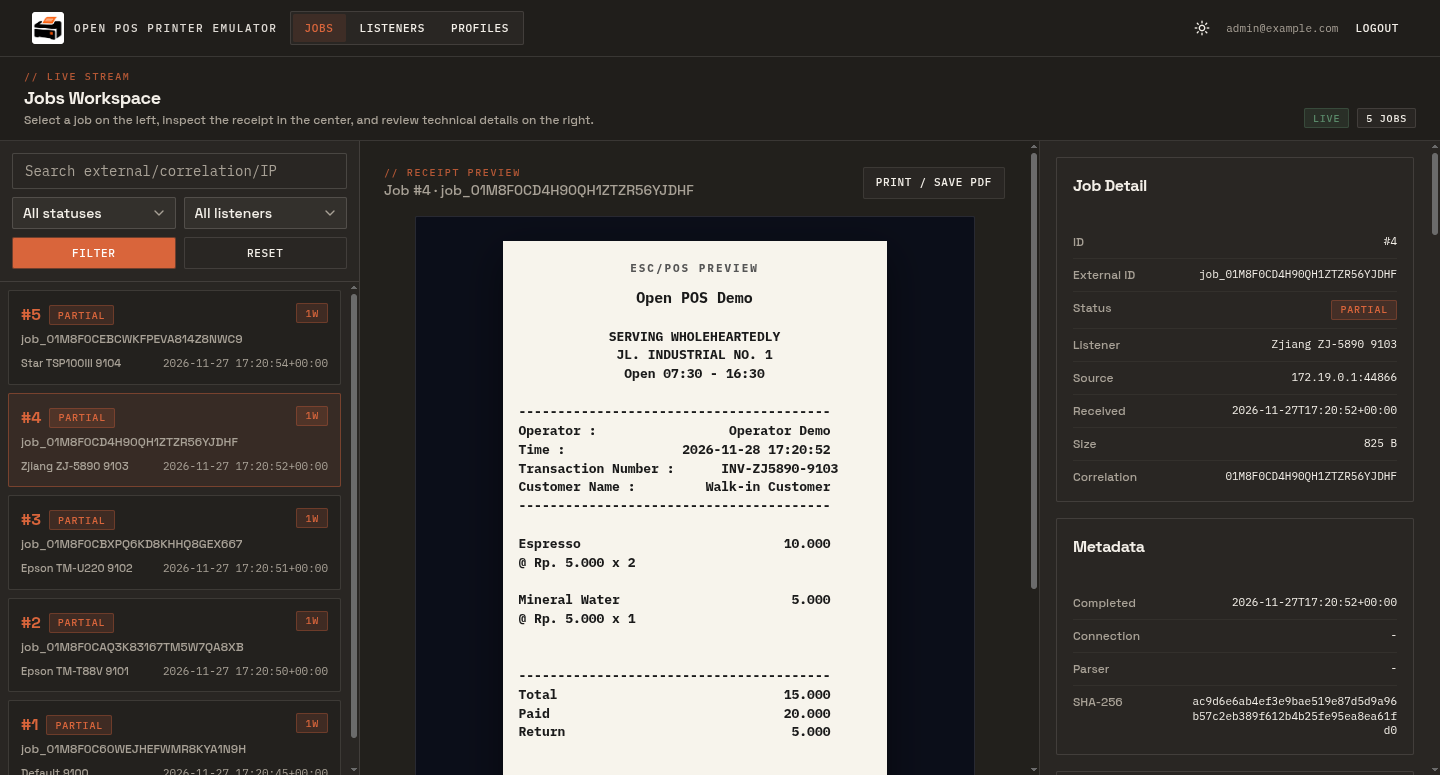 OPEN POS PRINTER EMULATOR
JOBS
LISTENERS
PROFILES
admin@example.com
LOGOUT
// LIVE STREAM
Jobs Workspace
Select a job on the left, inspect the receipt in the center, and review technical details on the right.
LIVE
5 JOBS
Search external/correlation/IP
All statuses
All listeners
FILTER
RESET
#5 PARTIAL 1W
job_01M8F0CEBCWKFPEVA814Z8NWC9
Star TSP100III 9104 2026-11-27 17:20:54+00:00
#4 PARTIAL 1W
job_01M8F0CD4H90QH1ZTZR56YJDHF
Zjiang ZJ-5890 9103 2026-11-27 17:20:52+00:00
#3 PARTIAL 1W
job_01M8F0CBXPQ6KD8KHHQ8GEX667
Epson TM-U220 9102 2026-11-27 17:20:51+00:00
#2 PARTIAL 1W
job_01M8F0CAQ3K83167TM5W7QA8XB
Epson TM-T88V 9101 2026-11-27 17:20:50+00:00
#1 PARTIAL 1W
job_01M8F0C60WEJHEFWMR8KYA1N9H
Default 9100 2026-11-27 17:20:45+00:00
// RECEIPT PREVIEW
Job #4 · job_01M8F0CD4H90QH1ZTZR56YJDHF
PRINT / SAVE PDF
ESC/POS PREVIEW
Open POS Demo
SERVING WHOLEHEARTEDLY
JL. INDUSTRIAL NO. 1
Open 07:30 - 16:30
----------------------------------------
Operator : Operator Demo
Time : 2026-11-28 17:20:52
Transaction Number : INV-ZJ5890-9103
Customer Name : Walk-in Customer
----------------------------------------
Espresso 10.000
@ Rp. 5.000 x 2
Mineral Water 5.000
@ Rp. 5.000 x 1
----------------------------------------
Total 15.000
Paid 20.000
Return 5.000
Job Detail
ID #4
External ID job_01M8F0CD4H90QH1ZTZR56YJDHF
Status PARTIAL
Listener Zjiang ZJ-5890 9103
Source 172.19.0.1:44866
Received 2026-11-27T17:20:52+00:00
Size 825 B
Correlation 01M8F0CD4H90QH1ZTZR56YJDHF
Metadata
Completed 2026-11-27T17:20:52+00:00
Connection -
Parser -
SHA-256 ac9d6e6ab4ef3e9bae519e87d5d9a96
b57c2eb389f612b4b25fe95ea8ea61f
d0